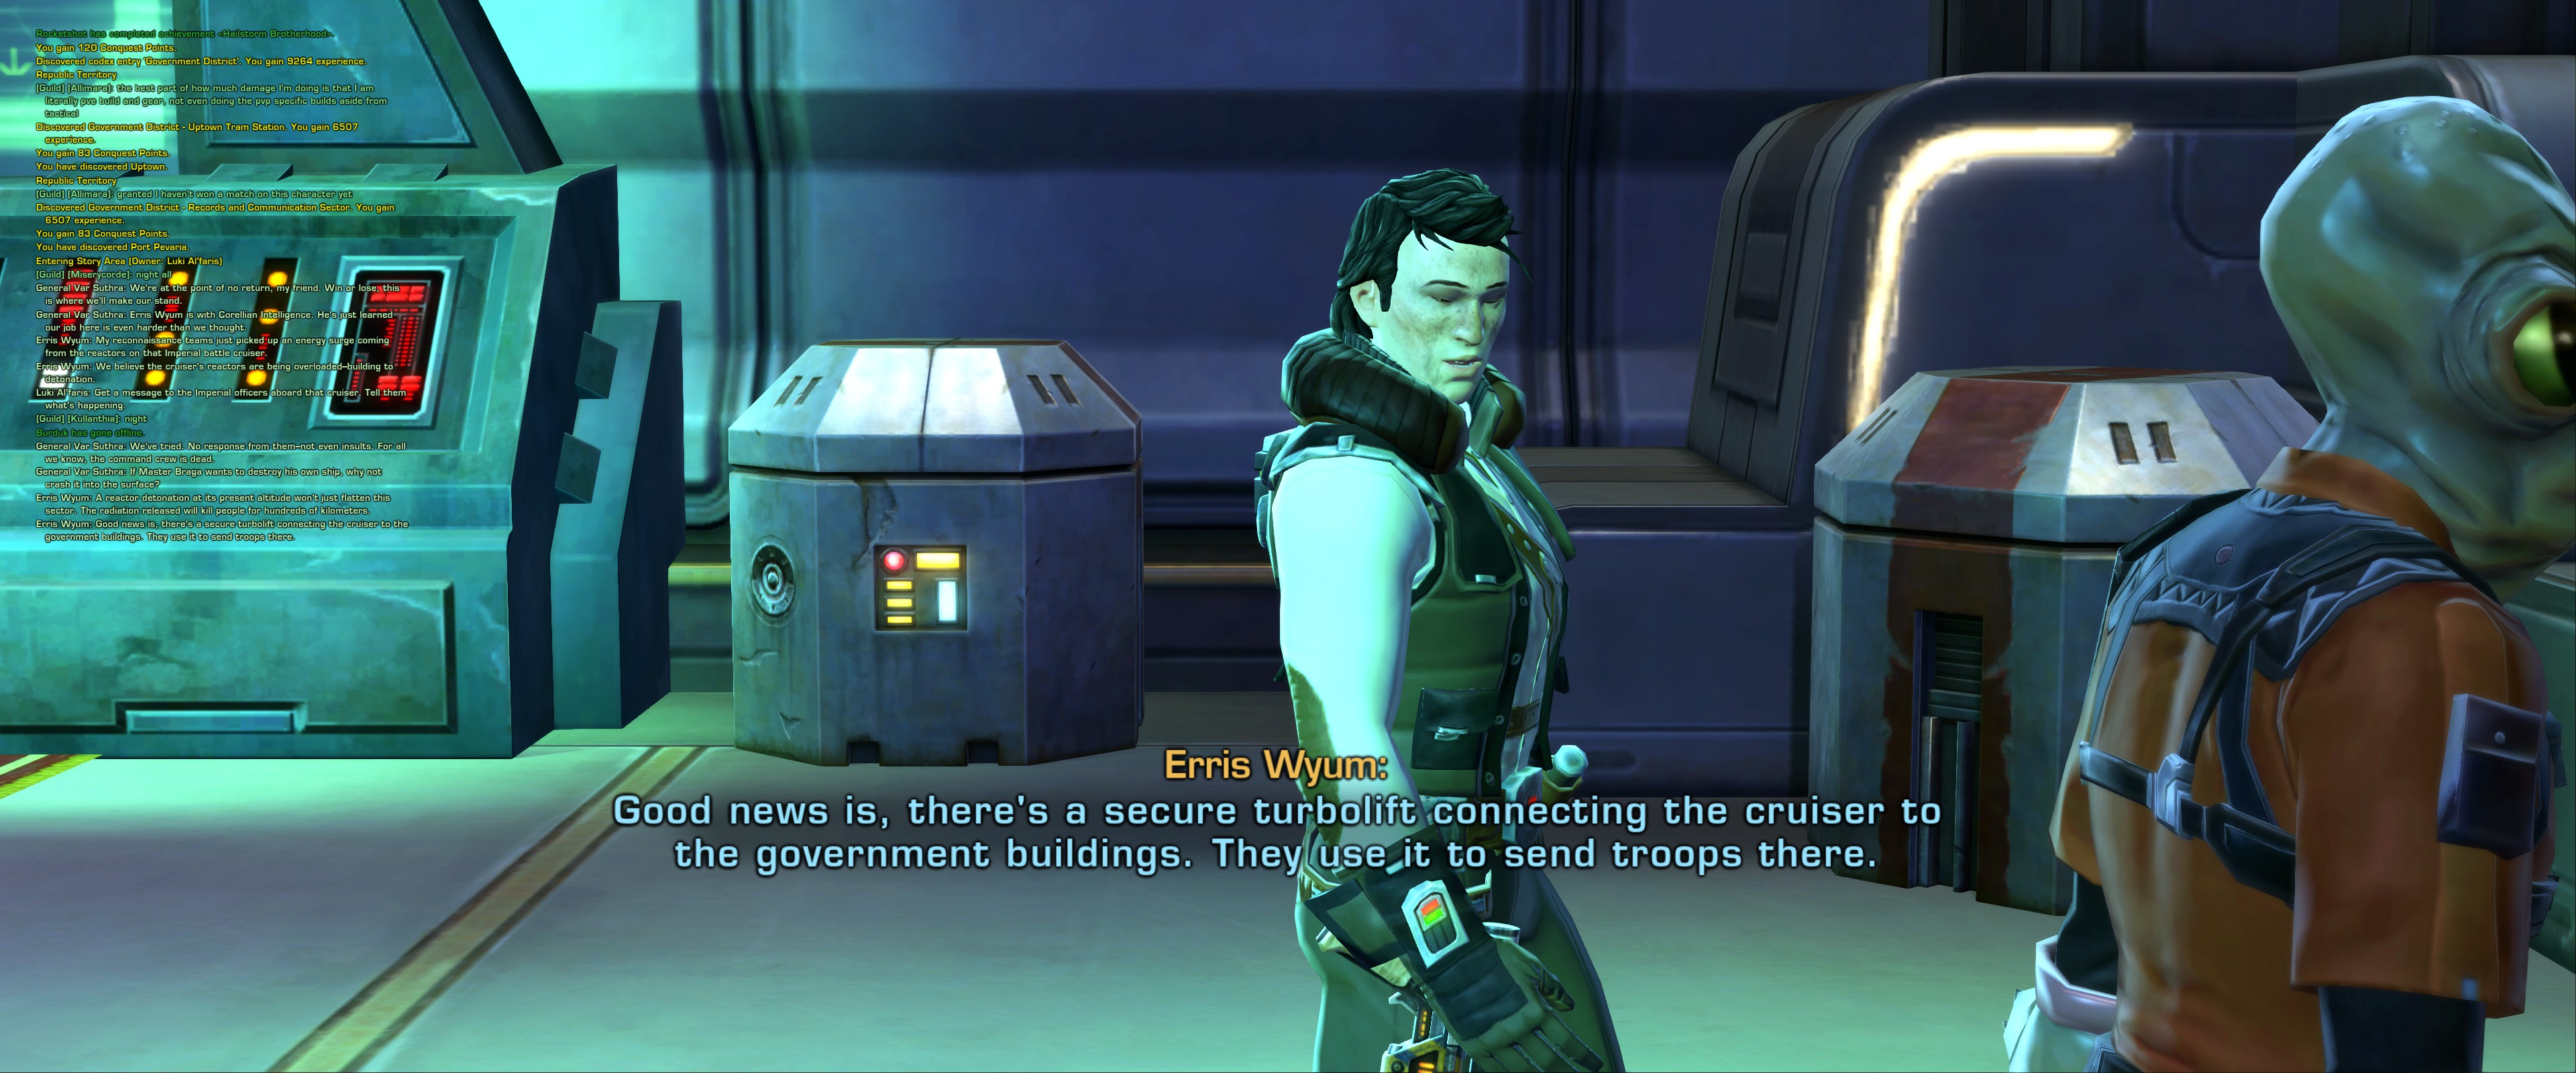 Rocketshot has completed achievement <Hailstorm Brotherhood>.
You gain 120 Conquest Points.
Discovered codex entry 'Government District'. You gain 9264 experience.
Republic Territory
[Guild] [Allimara]: the best part of how much damage I'm doing is that I am
literally pve build and gear, not even doing the pvp specific builds aside from
tactical
Discovered Government District - Uptown Tram Station. You gain 6507
experience.
You gain 83 Conquest Points.
You have discovered Uptown.
Republic Territory
[Guild] [Allimara]: granted I haven't won a match on this character yet
Discovered Government District - Records and Communication Sector. You gain
6507 experience.
You gain 83 Conquest Points.
You have discovered Port Pevaria.
Entering Story Area (Owner: Luki Al'faris)
[Guild] [Miserycorde]: night all
General Var Suthra: We're at the point of no return, my friend. Win or lose, this
is where we'll make our stand.
General Var Suthra: Erris Wyum is with Corellian Intelligence. He's just learned
our job here is even harder than we thought.
Erris Wyum: My reconnaissance teams just picked up an energy surge coming
from the reactors on that Imperial battle cruiser.
Erris Wyum: We believe the cruiser's reactors are being overloaded—building to
detonation.
Luki Al'faris: Get a message to the Imperial officers aboard that cruiser. Tell them
what's happening.
[Guild] [Kullanthia]: night
Burduk has gone offline.
General Var Suthra: We've tried. No response from them—not even insults. For all
we know, the command crew is dead.
General Var Suthra: If Master Braga wants to destroy his own ship, why not
crash it into the surface?
Erris Wyum: A reactor detonation at its present altitude won't just flatten this
sector. The radiation released will kill people for hundreds of kilometers.
Erris Wyum: Good news is, there's a secure turbolift connecting the cruiser to the
government buildings. They use it to send troops there.
Erris Wyum:
Good news is, there's a secure turbolift connecting the cruiser to
the government buildings. They use it to send troops there.